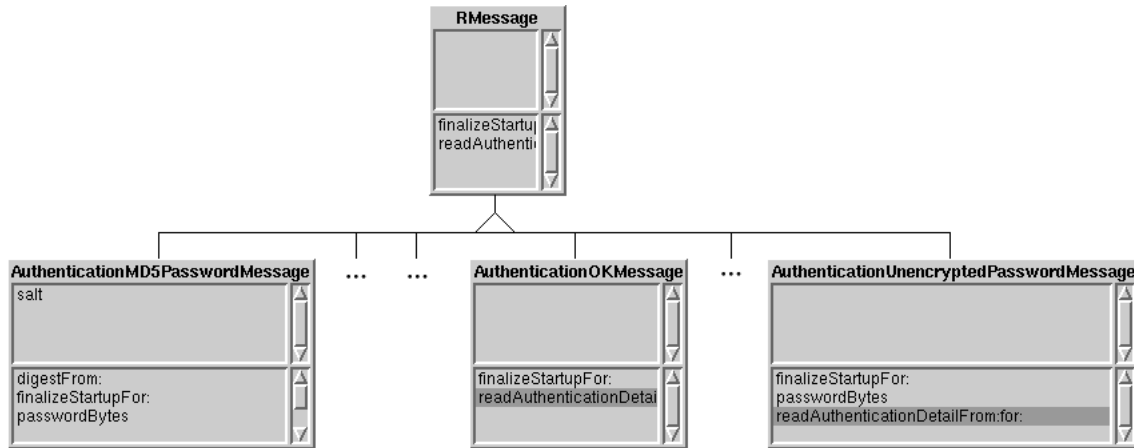 RMessage
finalizeStartu
readAuthenti
... ... ...
AuthenticationMD5PasswordMessage
salt
digestFrom:
finalizeStartupFor:
passwordBytes
AuthenticationOKMessage
finalizeStartupFor:
readAuthenticationDetai
AuthenticationUnencryptedPasswordMessage
finalizeStartupFor:
passwordBytes
readAuthenticationDetailFrom:for: